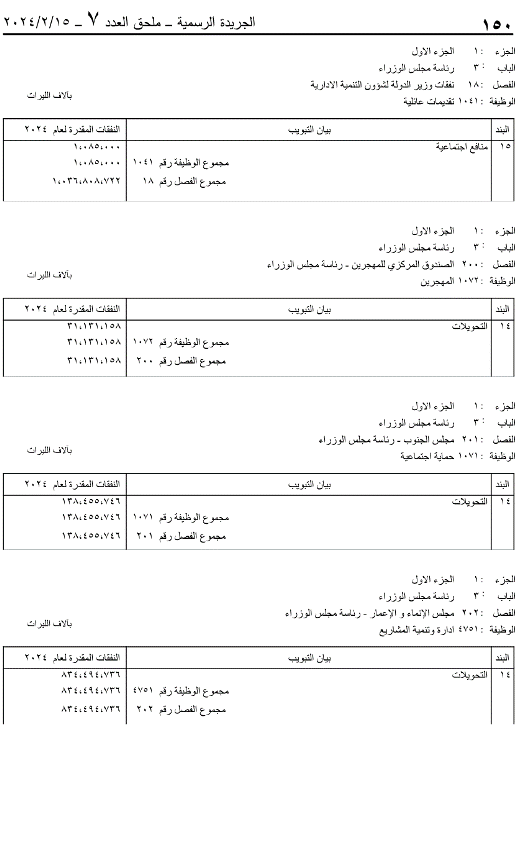 ١٥٠ الجريدة الرسمية ــ ملحق العدد ٧ ــ ٢٠٢٤/٢/١٥
الجزء : ١ الجزء الاول
الباب : ٣ رئاسة مجلس الوزراء
الفصل : ١٨ نفقات وزير الدولة لشؤون التنمية الادارية
الوظيفة : ١٠٤١ تقديمات عائلية بآلاف الليرات
البند بيان التبويب النفقات المقدرة لعام ٢٠٢٤
١٥ منافع اجتماعية ١،٠٨٥،٠٠٠
مجموع الوظيفة رقم ١٠٤١ ١،٠٨٥،٠٠٠
مجموع الفصل رقم ١٨ ١،٠٣٦،٨٠٨،٧٢٢
الجزء : ١ الجزء الاول
الباب : ٣ رئاسة مجلس الوزراء
الفصل : ٢٠٠ الصندوق المركزي للمهجرين - رئاسة مجلس الوزراء
الوظيفة : ١٠٧٢ المهجرين بآلاف الليرات
البند بيان التبويب النفقات المقدرة لعام ٢٠٢٤
١٤ التحويلات ٣١،١٣١،١٥٨
مجموع الوظيفة رقم ١٠٧٢ ٣١،١٣١،١٥٨
مجموع الفصل رقم ٢٠٠ ٣١،١٣١،١٥٨
الجزء : ١ الجزء الاول
الباب : ٣ رئاسة مجلس الوزراء
الفصل : ٢٠١ مجلس الجنوب - رئاسة مجلس الوزراء
الوظيفة : ١٠٧١ حماية اجتماعية بآلاف الليرات
البند بيان التبويب النفقات المقدرة لعام ٢٠٢٤
١٤ التحويلات ١٣٨،٤٥٥،٧٤٦
مجموع الوظيفة رقم ١٠٧١ ١٣٨،٤٥٥،٧٤٦
مجموع الفصل رقم ٢٠١ ١٣٨،٤٥٥،٧٤٦
الجزء : ١ الجزء الاول
الباب : ٣ رئاسة مجلس الوزراء
الفصل : ٢٠٢ مجلس الإنماء و الإعمار - رئاسة مجلس الوزراء
الوظيفة : ٤٧٥١ ادارة وتنمية المشاريع بآلاف الليرات
البند بيان التبويب النفقات المقدرة لعام ٢٠٢٤
١٤ التحويلات ٨٣٤،٤٩٤،٧٣٦
مجموع الوظيفة رقم ٤٧٥١ ٨٣٤،٤٩٤،٧٣٦
مجموع الفصل رقم ٢٠٢ ٨٣٤،٤٩٤،٧٣٦